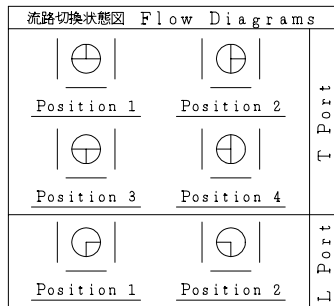 流路切換状態図 Flow Diagrams
Position 1 Position 2
Position 3 Position 4
T Port
Position 1 Position 2
L Port